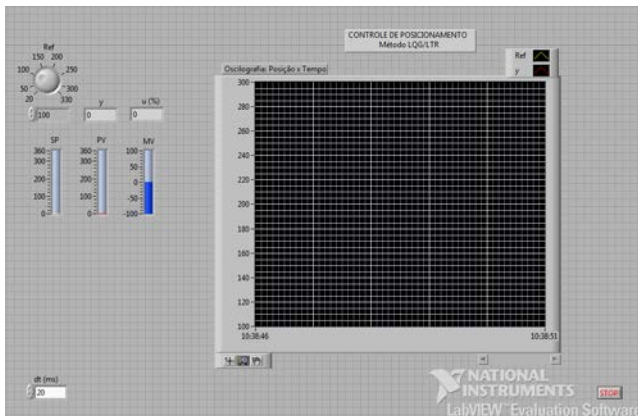 CONTROLE DE POSICIONAMENTO
Método LQG/LTR
Ref
150 200
100 250
50 300
20 330
100
y
0
u (%)
0
SP
360
300
200
100
0
PV
360
300
200
100
0
MV
100
50
0
-50
-100
Oscilografia: Posição x Tempo
Ref
y
300
280
260
240
220
200
180
160
140
120
100
10:38:46
10:38:51
dt (ms)
20
NATIONAL
INSTRUMENTS
LabVIEW™ Evaluation Software
STOP